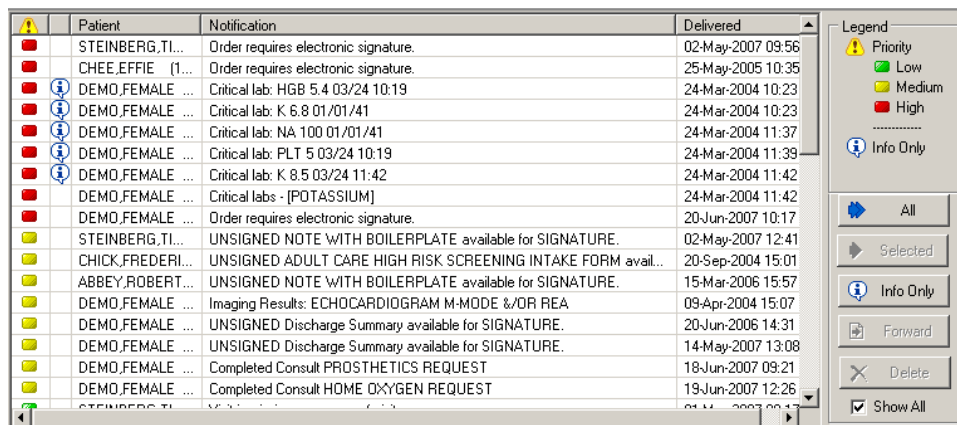 Patient Notification Delivered
STEINBERG,TI... Order requires electronic signature. 02-May-2007 09:56
CHEE,EFFIE (1... Order requires electronic signature. 25-May-2005 10:35
DEMO,FEMALE ... Critical lab: HGB 5.4 03/24 10:19 24-Mar-2004 10:23
DEMO,FEMALE ... Critical lab: K 6.8 01/01/41 24-Mar-2004 10:23
DEMO,FEMALE ... Critical lab: NA 100 01/01/41 24-Mar-2004 11:37
DEMO,FEMALE ... Critical lab: PLT 5 03/24 10:19 24-Mar-2004 11:39
DEMO,FEMALE ... Critical lab: K 8.5 03/24 11:42 24-Mar-2004 11:42
DEMO,FEMALE ... Critical labs - [POTASSIUM] 24-Mar-2004 11:42
DEMO,FEMALE ... Order requires electronic signature. 20-Jun-2007 10:17
STEINBERG,TI... UNSIGNED NOTE WITH BOILERPLATE available for SIGNATURE. 02-May-2007 12:41
CHICK,FREDERI... UNSIGNED ADULT CARE HIGH RISK SCREENING INTAKE FORM avail... 20-Sep-2004 15:01
ABBEY,ROBERT... UNSIGNED NOTE WITH BOILERPLATE available for SIGNATURE. 15-Mar-2006 15:57
DEMO,FEMALE ... Imaging Results: ECHOCARDIOGRAM M-MODE &/OR REA 09-Apr-2004 15:07
DEMO,FEMALE ... UNSIGNED Discharge Summary available for SIGNATURE. 20-Jun-2006 14:31
DEMO,FEMALE ... UNSIGNED Discharge Summary available for SIGNATURE. 14-May-2007 13:08
DEMO,FEMALE ... Completed Consult PROSTHETICS REQUEST 18-Jun-2007 09:21
DEMO,FEMALE ... Completed Consult HOME OXYGEN REQUEST 19-Jun-2007 12:26
STEINBERG,TI...
Legend
Priority
Low
Medium
High
-------------
Info Only
All
Selected
Info Only
Forward
Delete
Show All